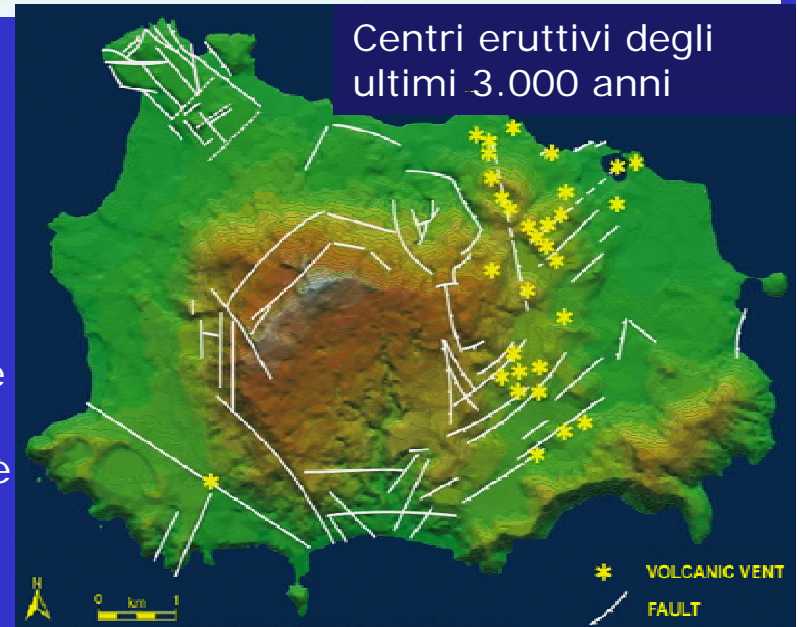 Centri eruttivi degli
ultimi 3.000 anni
e
e
N
0 km 1
VOLCANIC VENT
FAULT